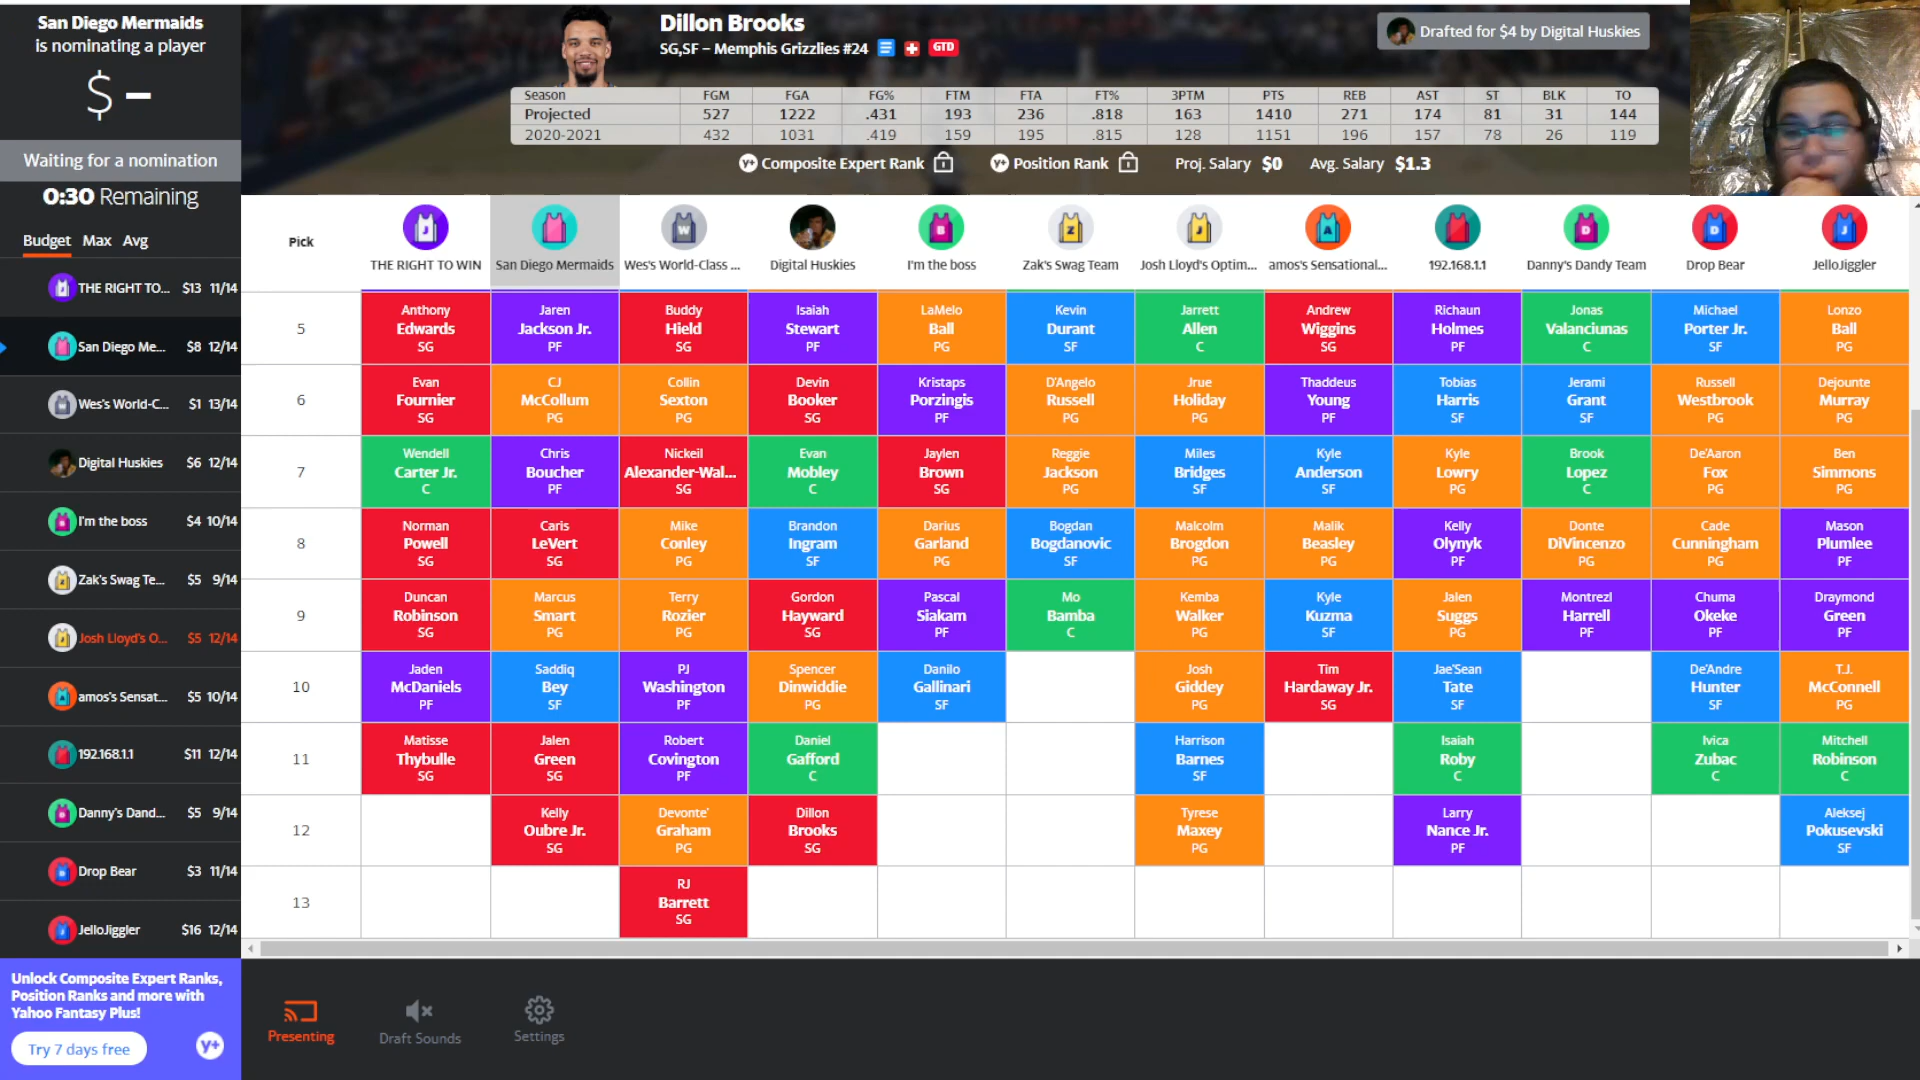 San Diego Mermaids
is nominating a player
$ –
Waiting for a nomination
0:30 Remaining
Budget Max Avg
THE RIGHT TO... $13 11/14
San Diego Me... $8 12/14
Wes's World-C... $1 13/14
Digital Huskies $6 12/14
I'm the boss $4 10/14
Zak's Swag Te... $5 9/14
Josh Lloyd's O... $5 12/14
amos's Sensat... $5 10/14
192.168.1.1 $11 12/14
Danny's Dand... $5 9/14
Drop Bear $3 11/14
JelloJiggler $16 12/14
Unlock Composite Expert Ranks,
Position Ranks and more with
Yahoo Fantasy Plus!
Try 7 days free
y+
Dillon Brooks
SG,SF – Memphis Grizzlies #24 GTD
Drafted for $4 by Digital Huskies
Season FGM FGA FG% FTM FTA FT% 3PTM PTS REB AST ST BLK TO
Projected 527 1222 .431 193 236 .818 163 1410 271 174 81 31 144
2020-2021 432 1031 .419 159 195 .815 128 1151 196 157 78 26 119
y+ Composite Expert Rank y+ Position Rank Proj. Salary $0 Avg. Salary $1.3
J W B Z J A D D J
Pick THE RIGHT TO WIN San Diego Mermaids Wes's World-Class ... Digital Huskies I'm the boss Zak's Swag Team Josh Lloyd's Optim... amos's Sensational... 192.168.1.1 Danny's Dandy Team Drop Bear JelloJiggler
Anthony Jaren Buddy Isaiah LaMelo Kevin Jarrett Andrew Richaun Jonas Michael Lonzo
5 Edwards Jackson Jr. Hield Stewart Ball Durant Allen Wiggins Holmes Valanciunas Porter Jr. Ball
SG PF SG PF PG SF C SG PF C SF PG
Evan CJ Collin Devin Kristaps D'Angelo Jrue Thaddeus Tobias Jerami Russell Dejounte
6 Fournier McCollum Sexton Booker Porzingis Russell Holiday Young Harris Grant Westbrook Murray
SG PG PG SG PF PG PG PF SF SF PG PG
Wendell Chris Nickeil Evan Jaylen Reggie Miles Kyle Kyle Brook De'Aaron Ben
7 Carter Jr. Boucher Alexander-Wal... Mobley Brown Jackson Bridges Anderson Lowry Lopez Fox Simmons
C PF SG C SG PG SF SF PG C PG PG
Norman Caris Mike Brandon Darius Bogdan Malcolm Malik Kelly Donte Cade Mason
8 Powell LeVert Conley Ingram Garland Bogdanovic Brogdon Beasley Olynyk DiVincenzo Cunningham Plumlee
SG SG PG SF PG SF PG PG PF PG PG PF
Duncan Marcus Terry Gordon Pascal Mo Kemba Kyle Jalen Montrezl Chuma Draymond
9 Robinson Smart Rozier Hayward Siakam Bamba Walker Kuzma Suggs Harrell Okeke Green
SG PG PG SG PF C PG SF PG PF PF PF
Jaden Saddiq PJ Spencer Danilo Josh Tim Jae'Sean De'Andre T.J.
10 McDaniels Bey Washington Dinwiddie Gallinari Giddey Hardaway Jr. Tate Hunter McConnell
PF SF PF PG SF PG SG SF SF PG
Matisse Jalen Robert Daniel Harrison Isaiah Ivica Mitchell
11 Thybulle Green Covington Gafford Barnes Roby Zubac Robinson
SG SG PF C SF C C C
Kelly Devonte' Dillon Tyrese Larry Aleksej
12 Oubre Jr. Graham Brooks Maxey Nance Jr. Pokusevski
SG PG SG PG PF SF
RJ
13 Barrett
SG
Presenting Draft Sounds Settings